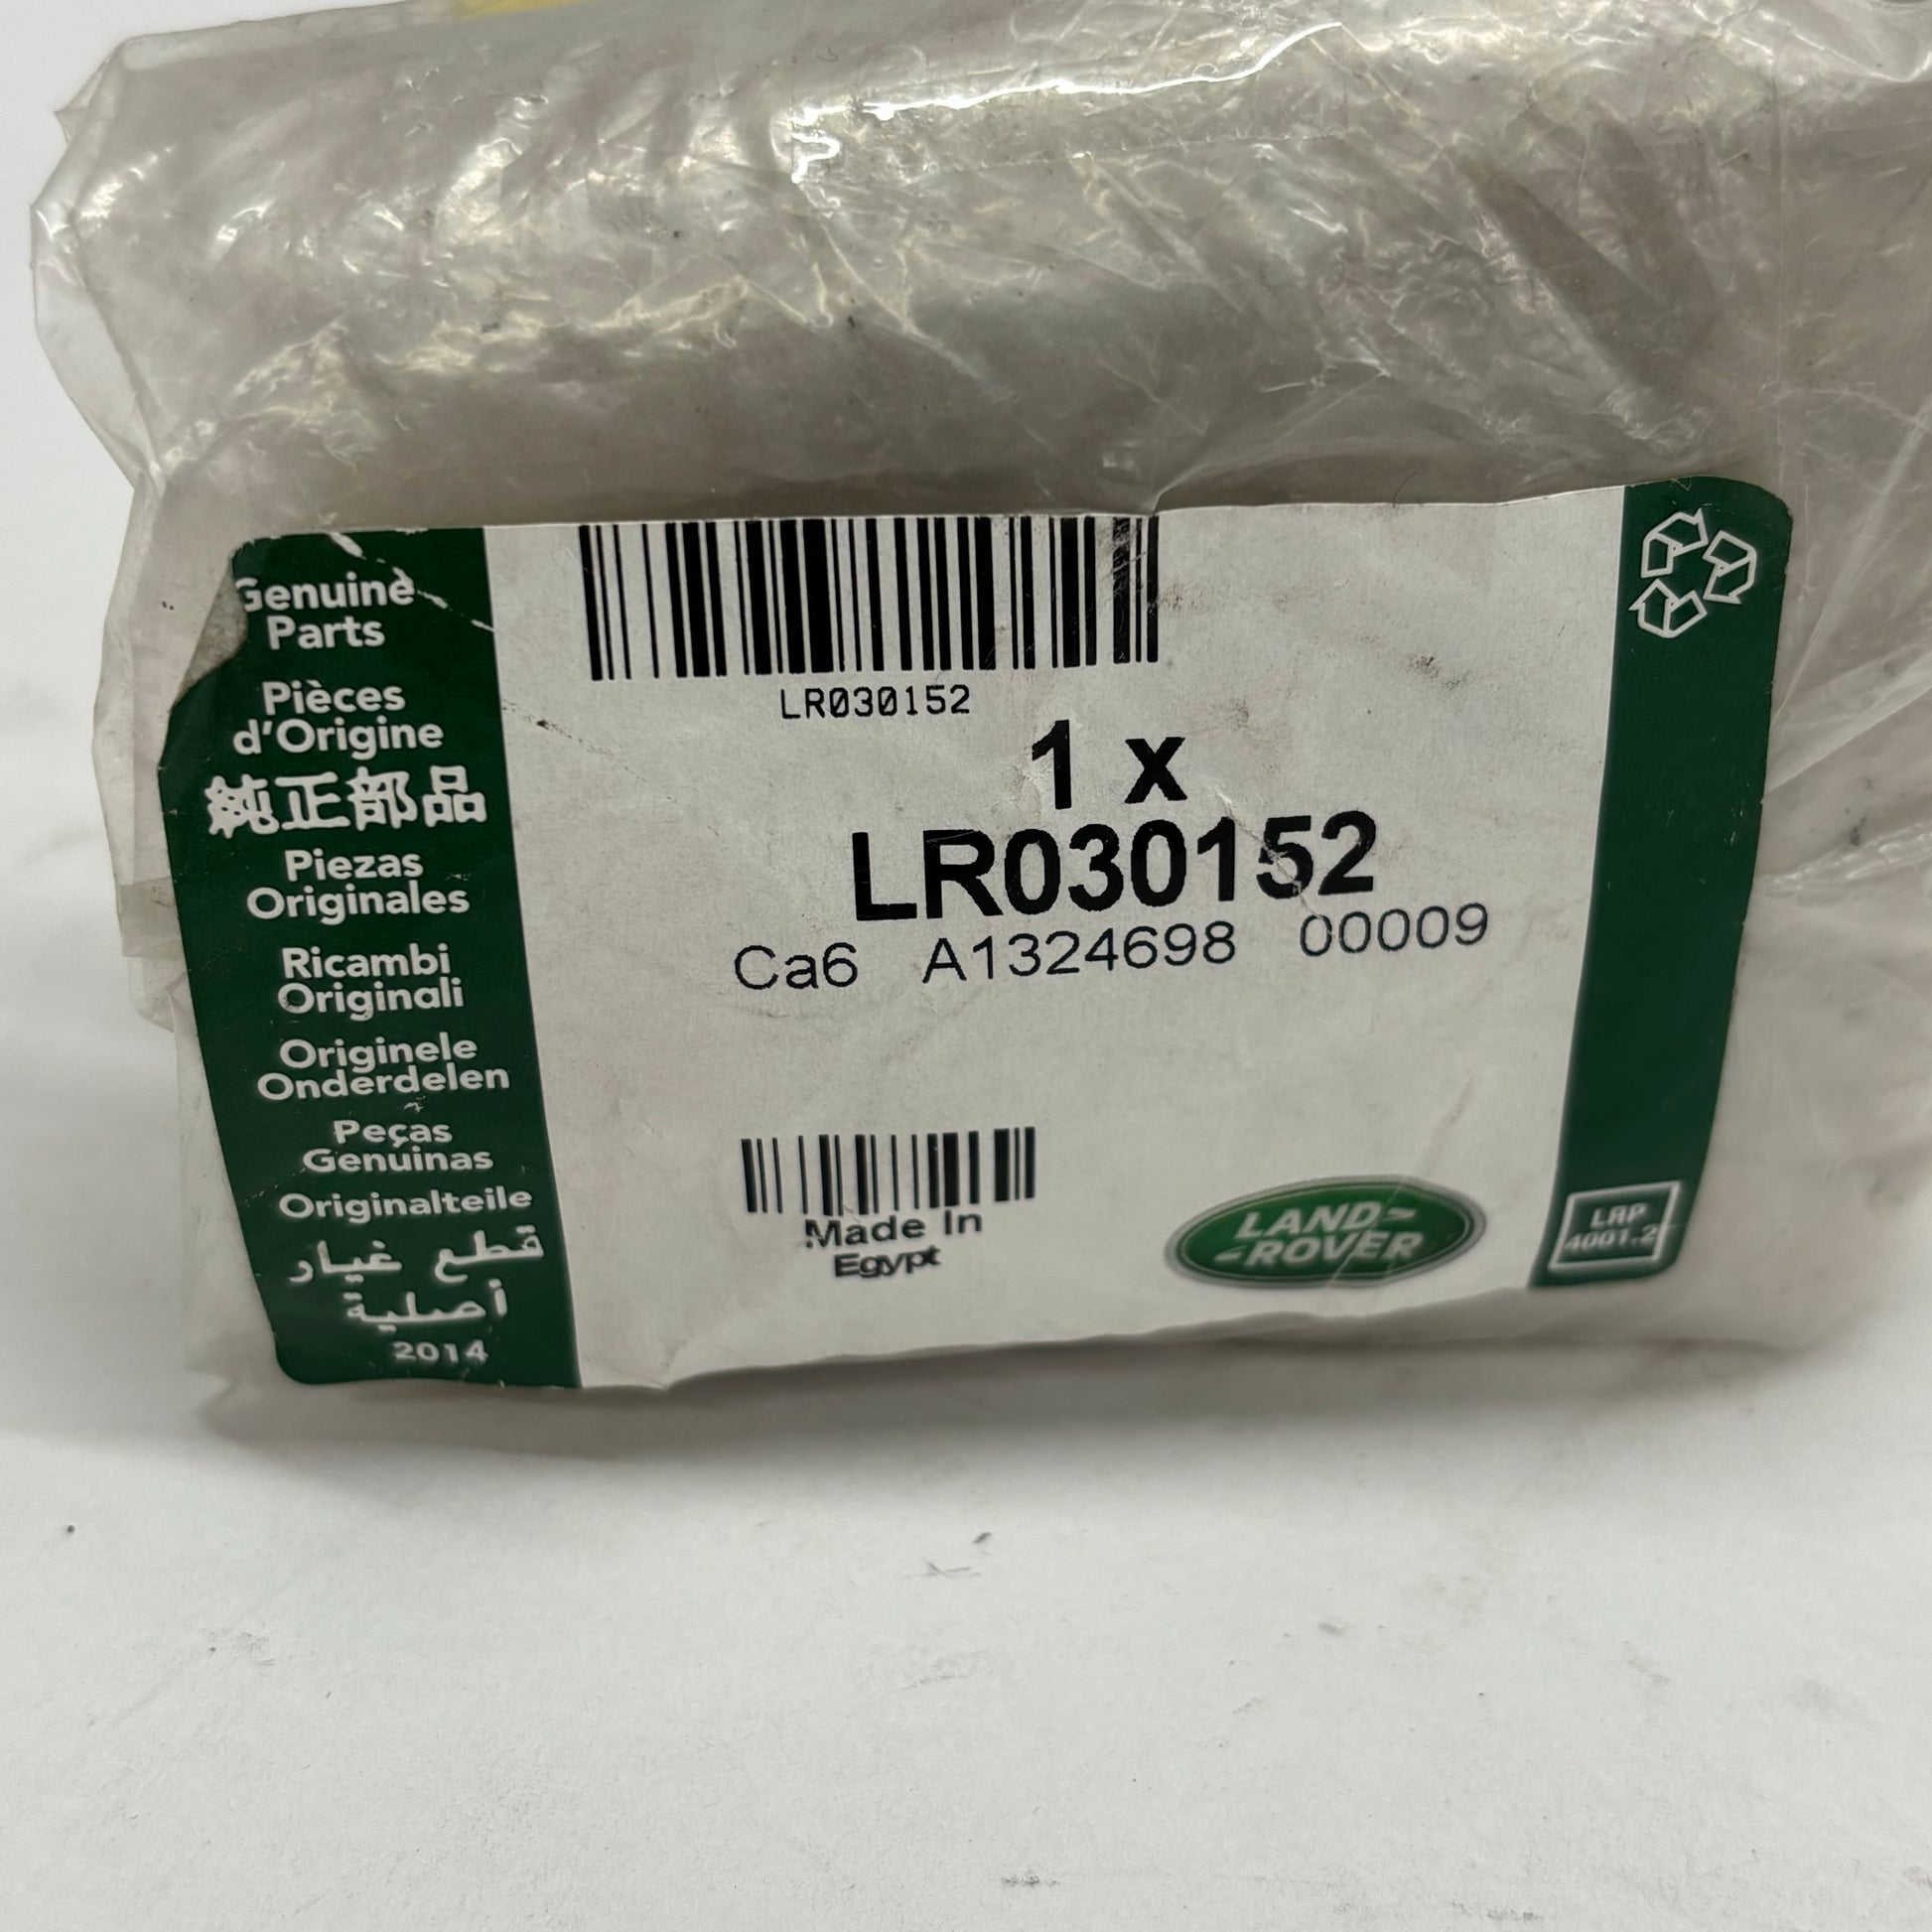 Genuine
Parts
Pièces
d'Origine
純正部品
Piezas
Originales
Ricambi
Originali
Originele
Onderdelen
Peças
Genuinas
Originalteile
قطع غيار
أصلية
2014
LR030152
1 x
LR030152
Ca6 A1324698 00009
Made In
Egypt
LAND
ROVER
LRP
4001.2